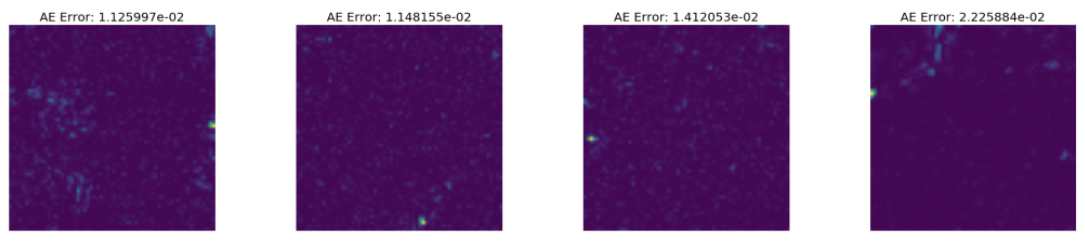 AE Error: 1.125997e-02
AE Error: 1.148155e-02
AE Error: 1.412053e-02
AE Error: 2.225884e-02